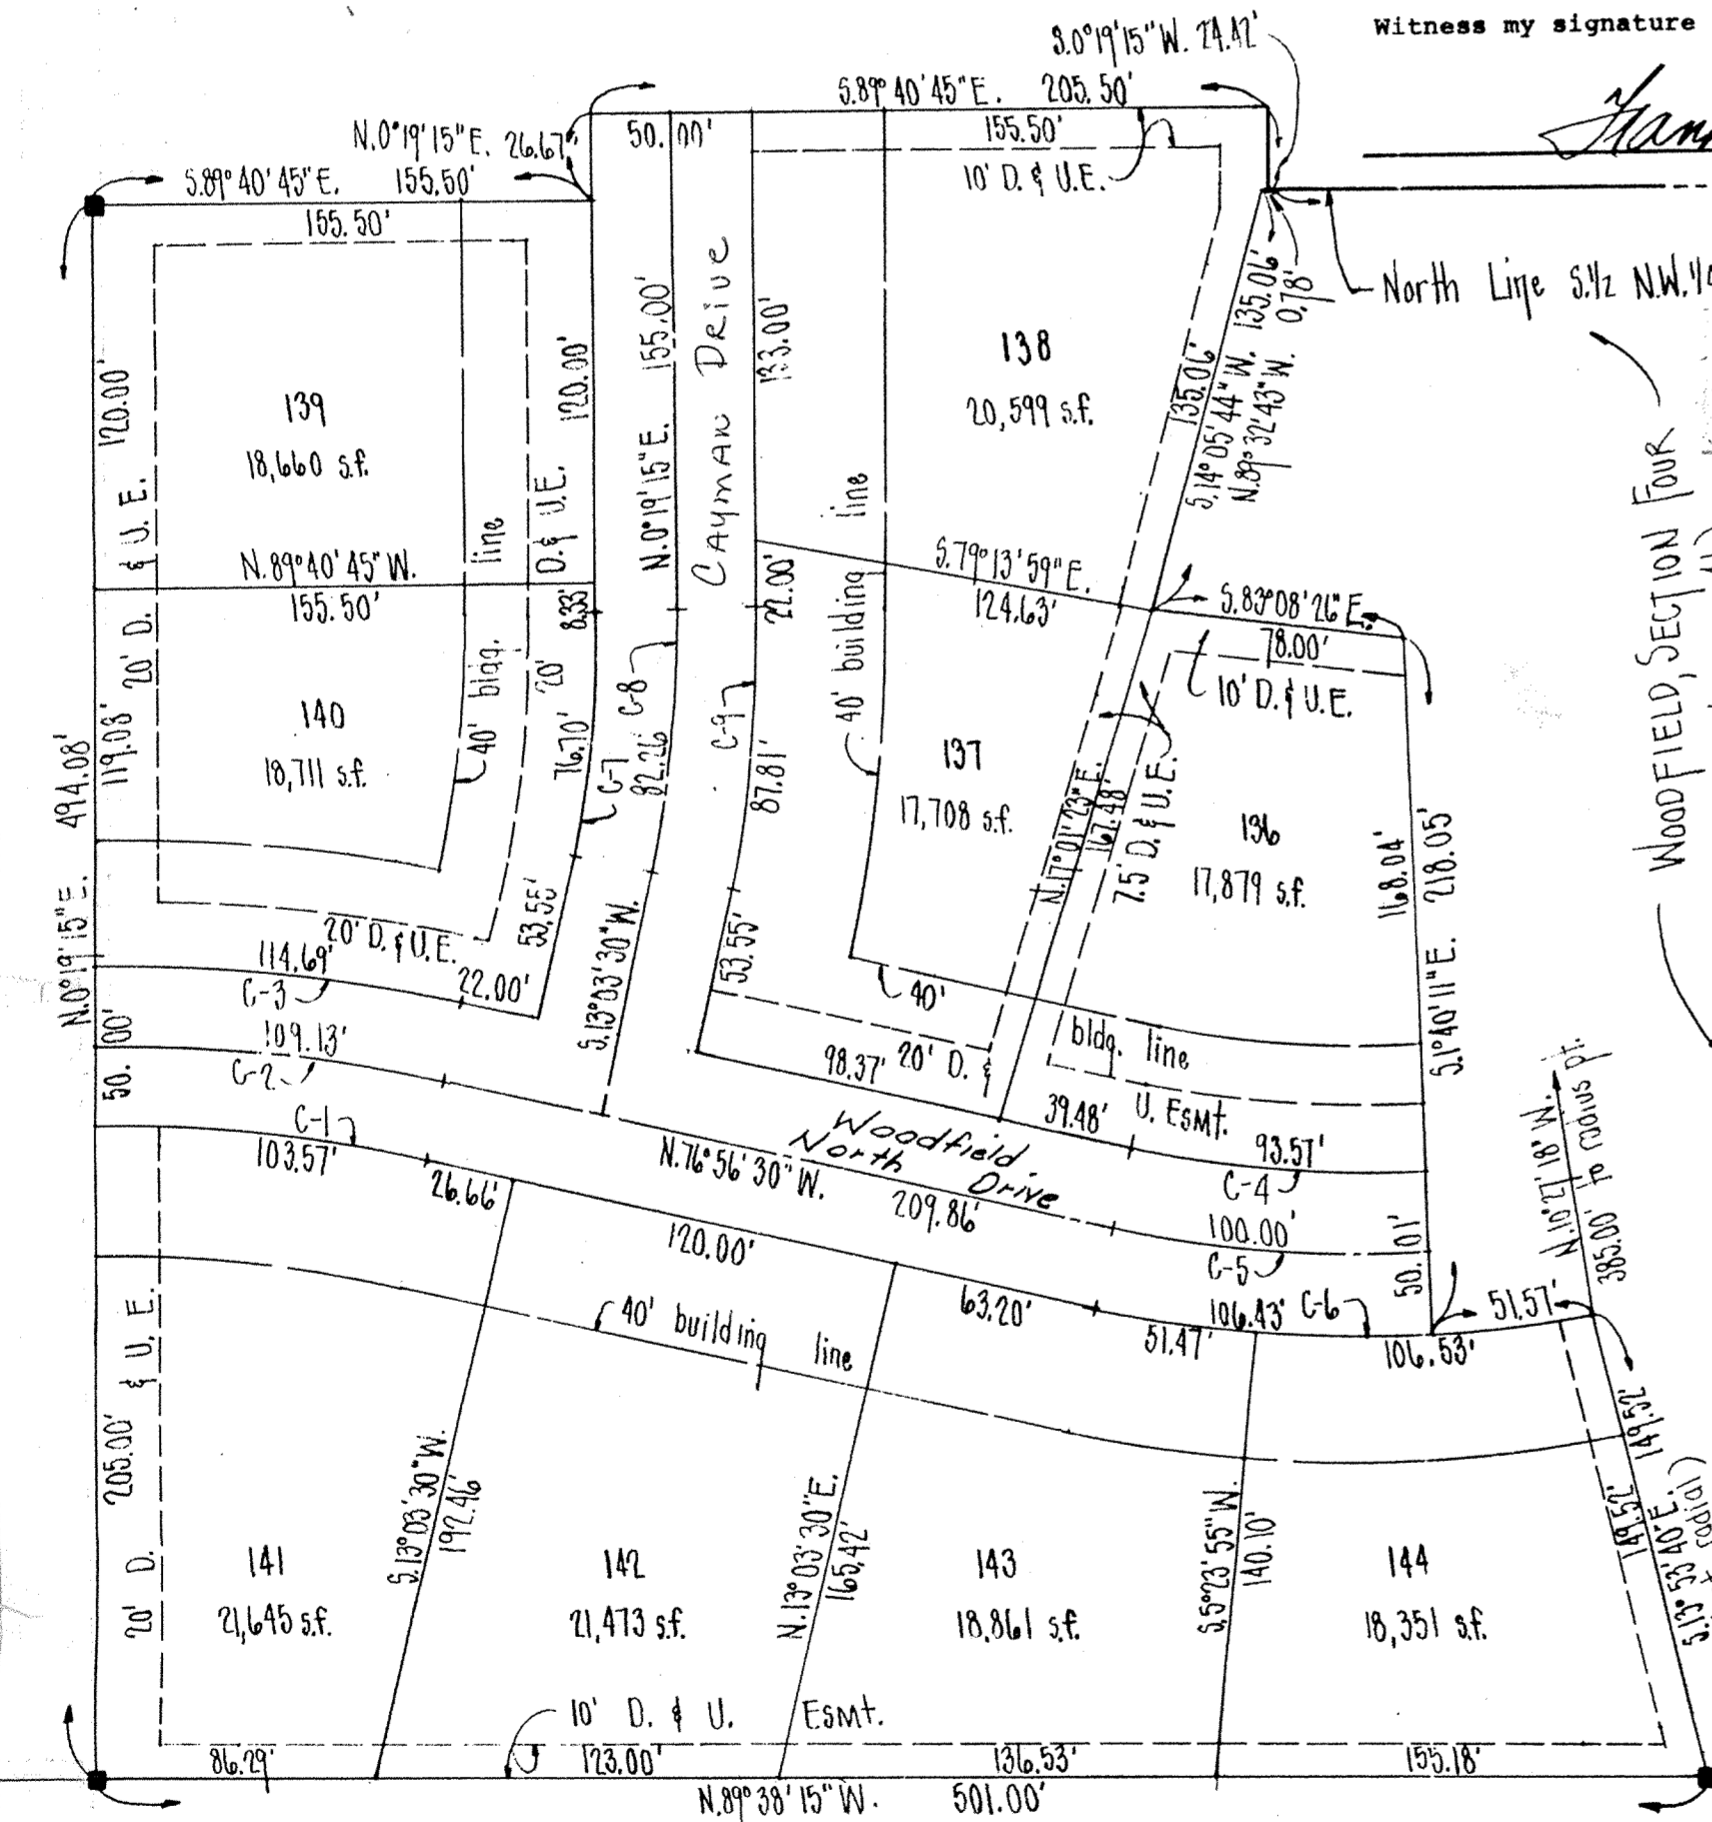 Witness my signature
S.0°19'15"W. 24.42'
S.89°40'45"E. 205.50'
N.0°19'15"E. 26.67'
50.00'
155.50'
10' D. & U.E.
S.89°40'45"E. 155.50'
155.50'
North Line S.1/2 N.W.1/4
120.00'
139
18,660 s.f.
20' D. & U.E.
120.00'
N.0°19'15"E. 155.00'
Cayman Drive
133.00'
138
20,599 s.f.
135.06'
S.14°05'44"W. 135.06'
N.89°32'43"W. 0.78'
WOODFIELD, SECTION FOUR
N.89°40'45"W.
155.50'
40' bldg. line
20' D. & U.E.
8.33'
22.00'
40' building line
S.79°13'59"E.
124.63'
S.83°08'26"E.
78.00'
10' D. & U.E.
N.0°19'15"E. 494.08'
119.08'
140
18,711 s.f.
76.70'
C-7
C-8
82.26'
C-9
87.81'
137
17,708 s.f.
N.17°01'23"E.
167.48'
7.5' D. & U.E.
136
17,879 s.f.
168.04'
S.1°40'11"E. 218.05'
20' D. & U.E.
53.55'
114.69'
C-3
22.00'
S.13°03'30"W.
53.55'
40'
bldg. line
50.00'
109.13'
C-2
98.37'
20' D. &
U. Esmt.
39.48'
93.57'
C-4
C-1
103.57'
26.66'
N.76°56'30"W.
209.86'
Woodfield
North
Drive
100.00'
C-5
50.01'
N.10°27'18"W.
385.00' to radius pt.
120.00'
63.20'
106.43'
C-6
51.47'
51.57'
106.53'
40' building line
205.00'
20' D. & U.E.
S.13°03'30"W.
192.46'
N.13°03'30"E.
165.42'
S.5°23'55"W.
140.10'
149.52'
149.52'
S.13°53'40"E.
radial)
141
21,645 s.f.
142
21,473 s.f.
143
18,861 s.f.
144
18,351 s.f.
10' D. & U. Esmt.
86.29'
123.00'
136.53'
155.18'
N.89°38'15"W. 501.00'